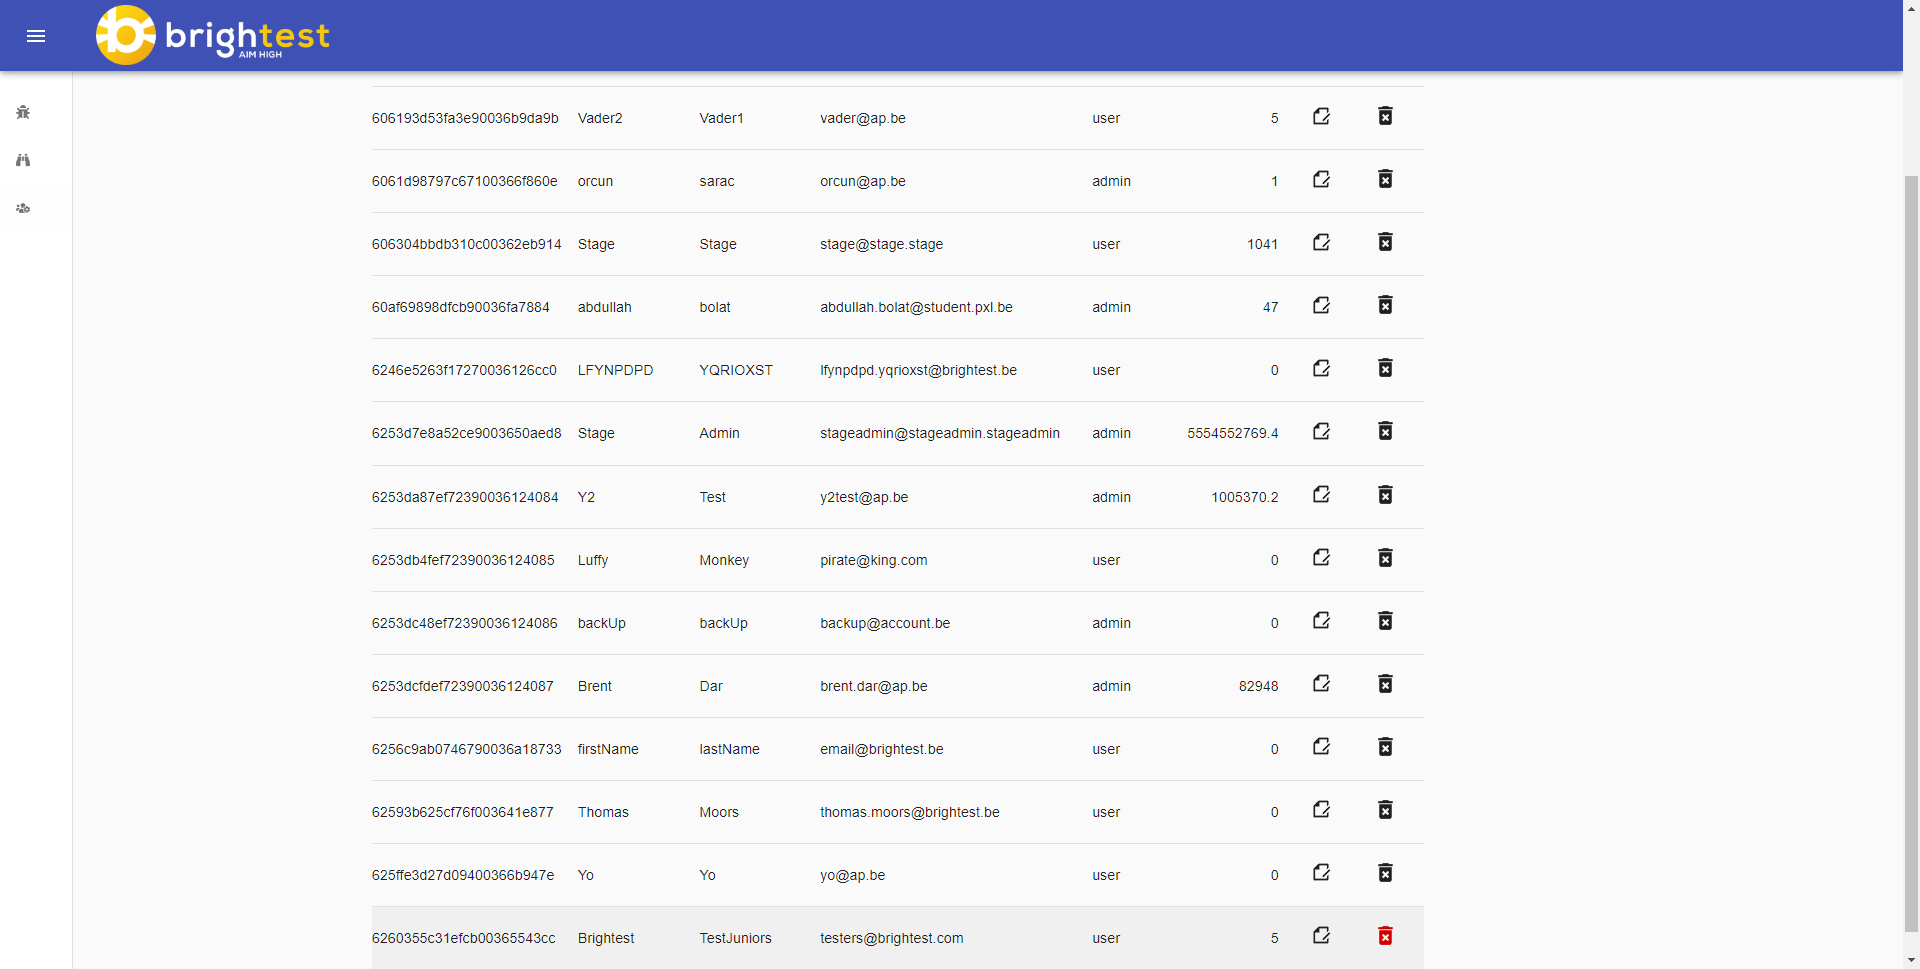 brightest
AIM HIGH
606193d53fa3e90036b9da9b Vader2 Vader1 vader@ap.be user 5
6061d98797c67100366f860e orcun sarac orcun@ap.be admin 1
606304bbdb310c00362eb914 Stage Stage stage@stage.stage user 1041
60af69898dfcb90036fa7884 abdullah bolat abdullah.bolat@student.pxl.be admin 47
6246e5263f17270036126cc0 LFYNPDPD YQRIOXST lfynpdpd.yqrioxst@brightest.be user 0
6253d7e8a52ce9003650aed8 Stage Admin stageadmin@stageadmin.stageadmin admin 5554552769.4
6253da87ef72390036124084 Y2 Test y2test@ap.be admin 1005370.2
6253db4fef72390036124085 Luffy Monkey pirate@king.com user 0
6253dc48ef72390036124086 backUp backUp backup@account.be admin 0
6253dcfdef72390036124087 Brent Dar brent.dar@ap.be admin 82948
6256c9ab0746790036a18733 firstName lastName email@brightest.be user 0
62593b625cf76f003641e877 Thomas Moors thomas.moors@brightest.be user 0
625ffe3d27d09400366b947e Yo Yo yo@ap.be user 0
6260355c31efcb00365543cc Brightest TestJuniors testers@brightest.com user 5